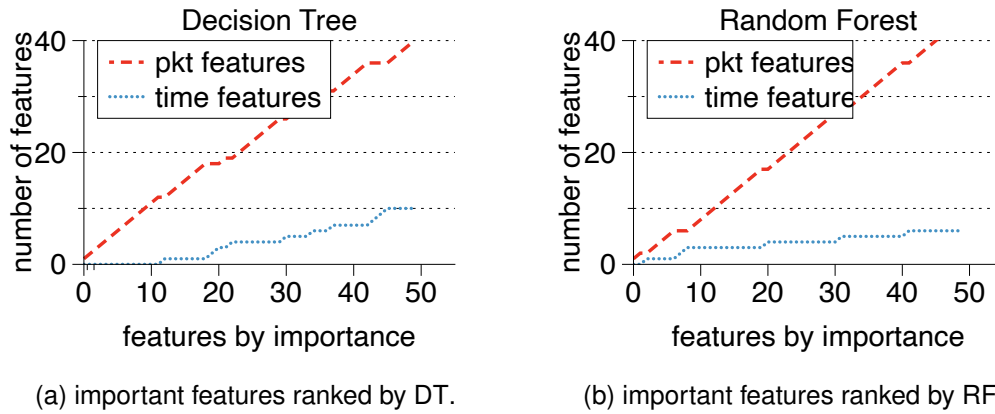 Decision Tree
40
pkt features
time features
20
0
number of features
0 10 20 30 40 50
features by importance
(a) important features ranked by DT.
Random Forest
40
pkt features
time feature
20
0
number of features
0 10 20 30 40 50
features by importance
(b) important features ranked by RF